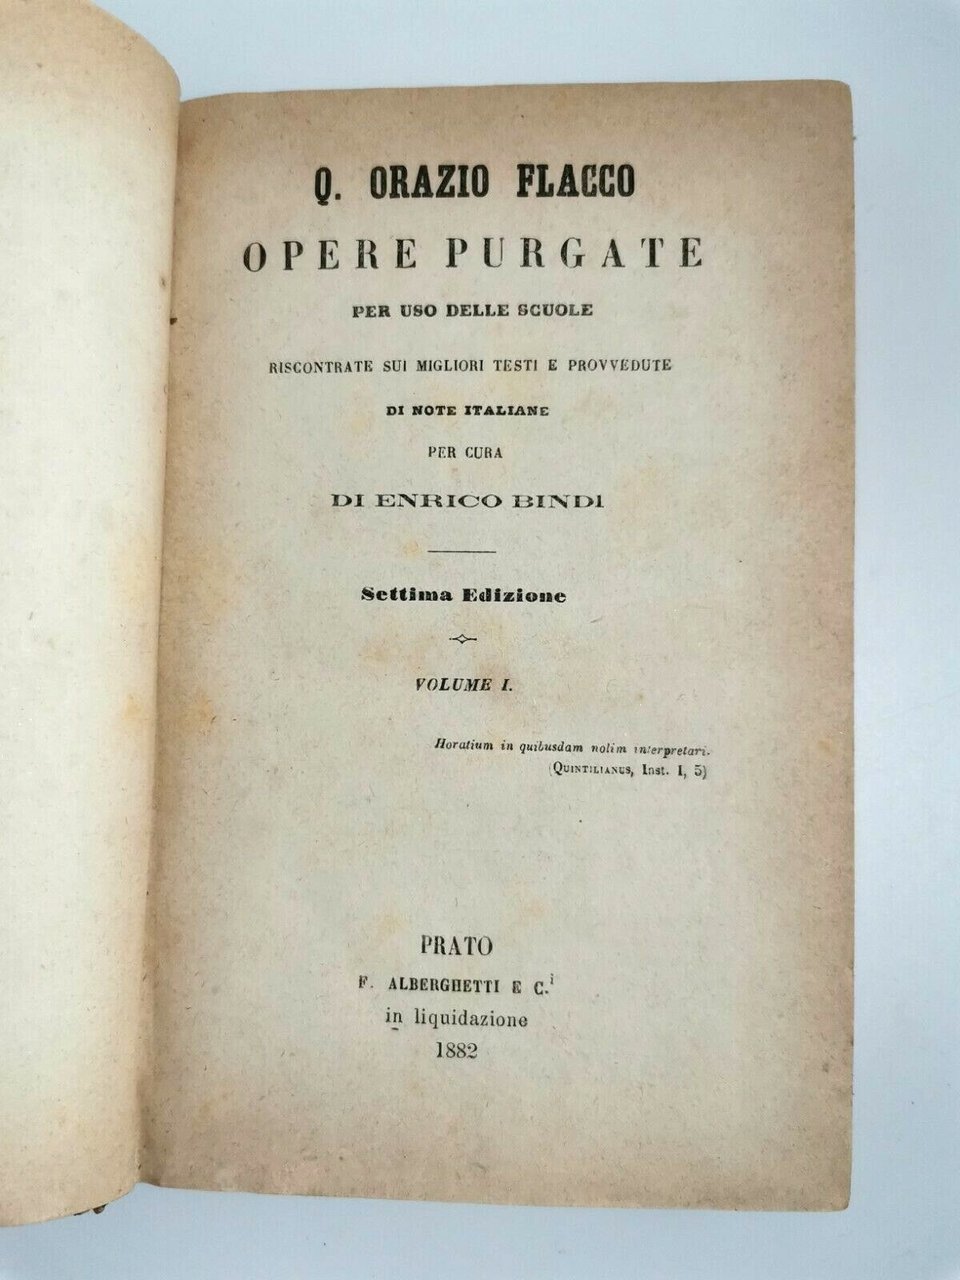 Q. ORAZIO FLACCO
OPERE PURGATE
PER USO DELLE SCUOLE
RISCONTRATE SUI MIGLIORI TESTI E PROVVEDUTE
DI NOTE ITALIANE
PER CURA
DI ENRICO BINDI
Settima Edizione
VOLUME I.
Horatium in quibusdam nolim interpretari.
(QUINTILIANUS, Inst. I, 5)
PRATO
F. ALBERGHETTI E C.i
in liquidazione
1882